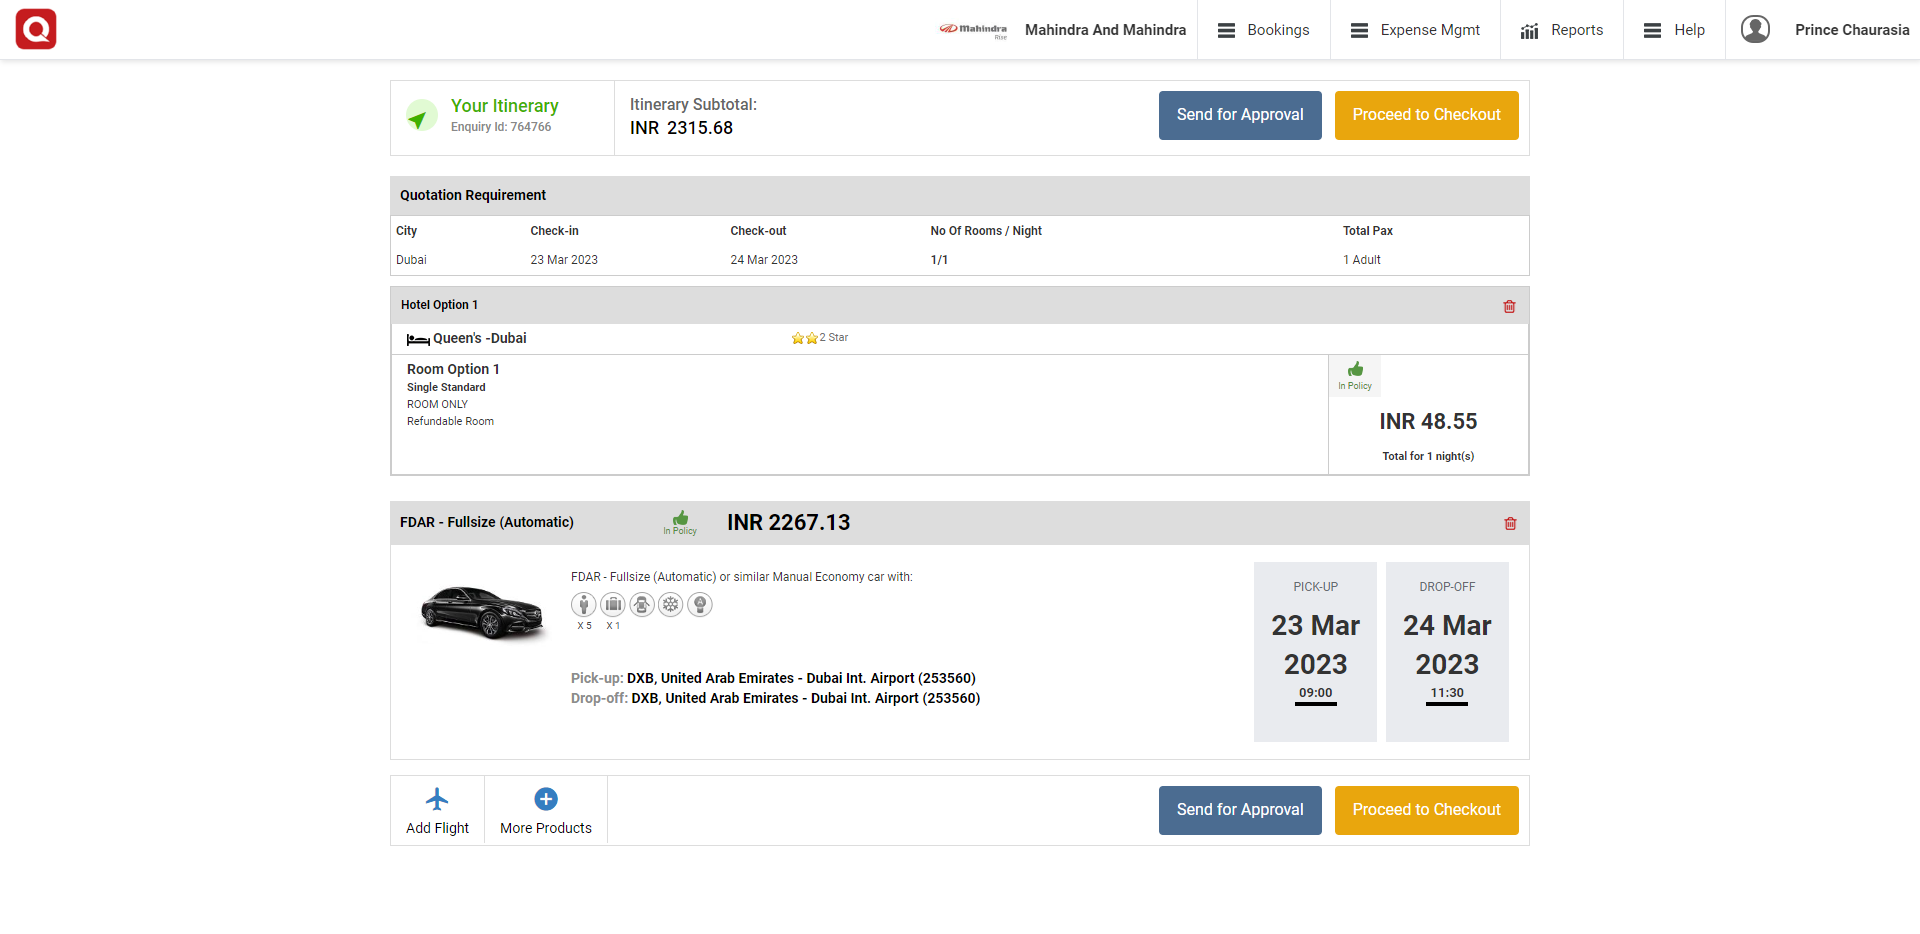 Mahindra
Rise
Mahindra And Mahindra
Bookings
Expense Mgmt
Reports
Help
Prince Chaurasia
Your Itinerary
Enquiry Id: 764766
Itinerary Subtotal:
INR 2315.68
Send for Approval
Proceed to Checkout
Quotation Requirement
City Check-in Check-out No Of Rooms / Night Total Pax
Dubai 23 Mar 2023 24 Mar 2023 1/1 1 Adult
Hotel Option 1
Queen's -Dubai 2 Star
Room Option 1
Single Standard
ROOM ONLY
Refundable Room
In Policy
INR 48.55
Total for 1 night(s)
FDAR - Fullsize (Automatic) In Policy INR 2267.13
FDAR - Fullsize (Automatic) or similar Manual Economy car with:
X 5 X 1
Pick-up: DXB, United Arab Emirates - Dubai Int. Airport (253560)
Drop-off: DXB, United Arab Emirates - Dubai Int. Airport (253560)
PICK-UP
23 Mar
2023
09:00
DROP-OFF
24 Mar
2023
11:30
Add Flight
More Products
Send for Approval
Proceed to Checkout